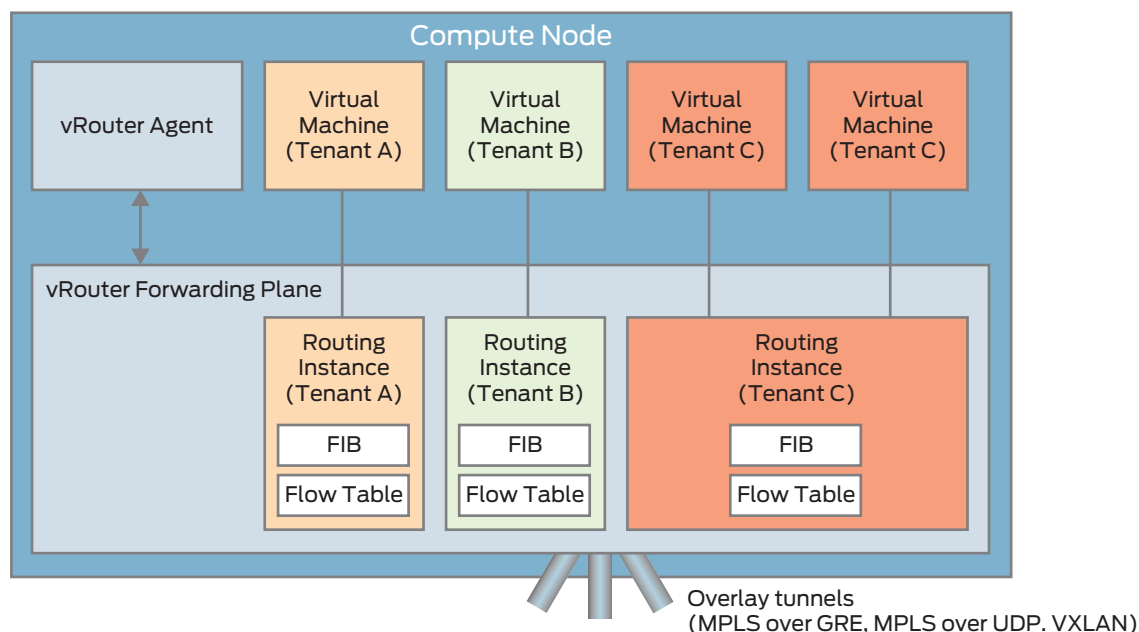 Compute Node
vRouter Agent
Virtual
Machine
(Tenant A)
Virtual
Machine
(Tenant B)
Virtual
Machine
(Tenant C)
Virtual
Machine
(Tenant C)
vRouter Forwarding Plane
Routing
Instance
(Tenant A)
FIB
Flow Table
Routing
Instance
(Tenant B)
FIB
Flow Table
Routing
Instance
(Tenant C)
FIB
Flow Table
Overlay tunnels
(MPLS over GRE, MPLS over UDP. VXLAN)